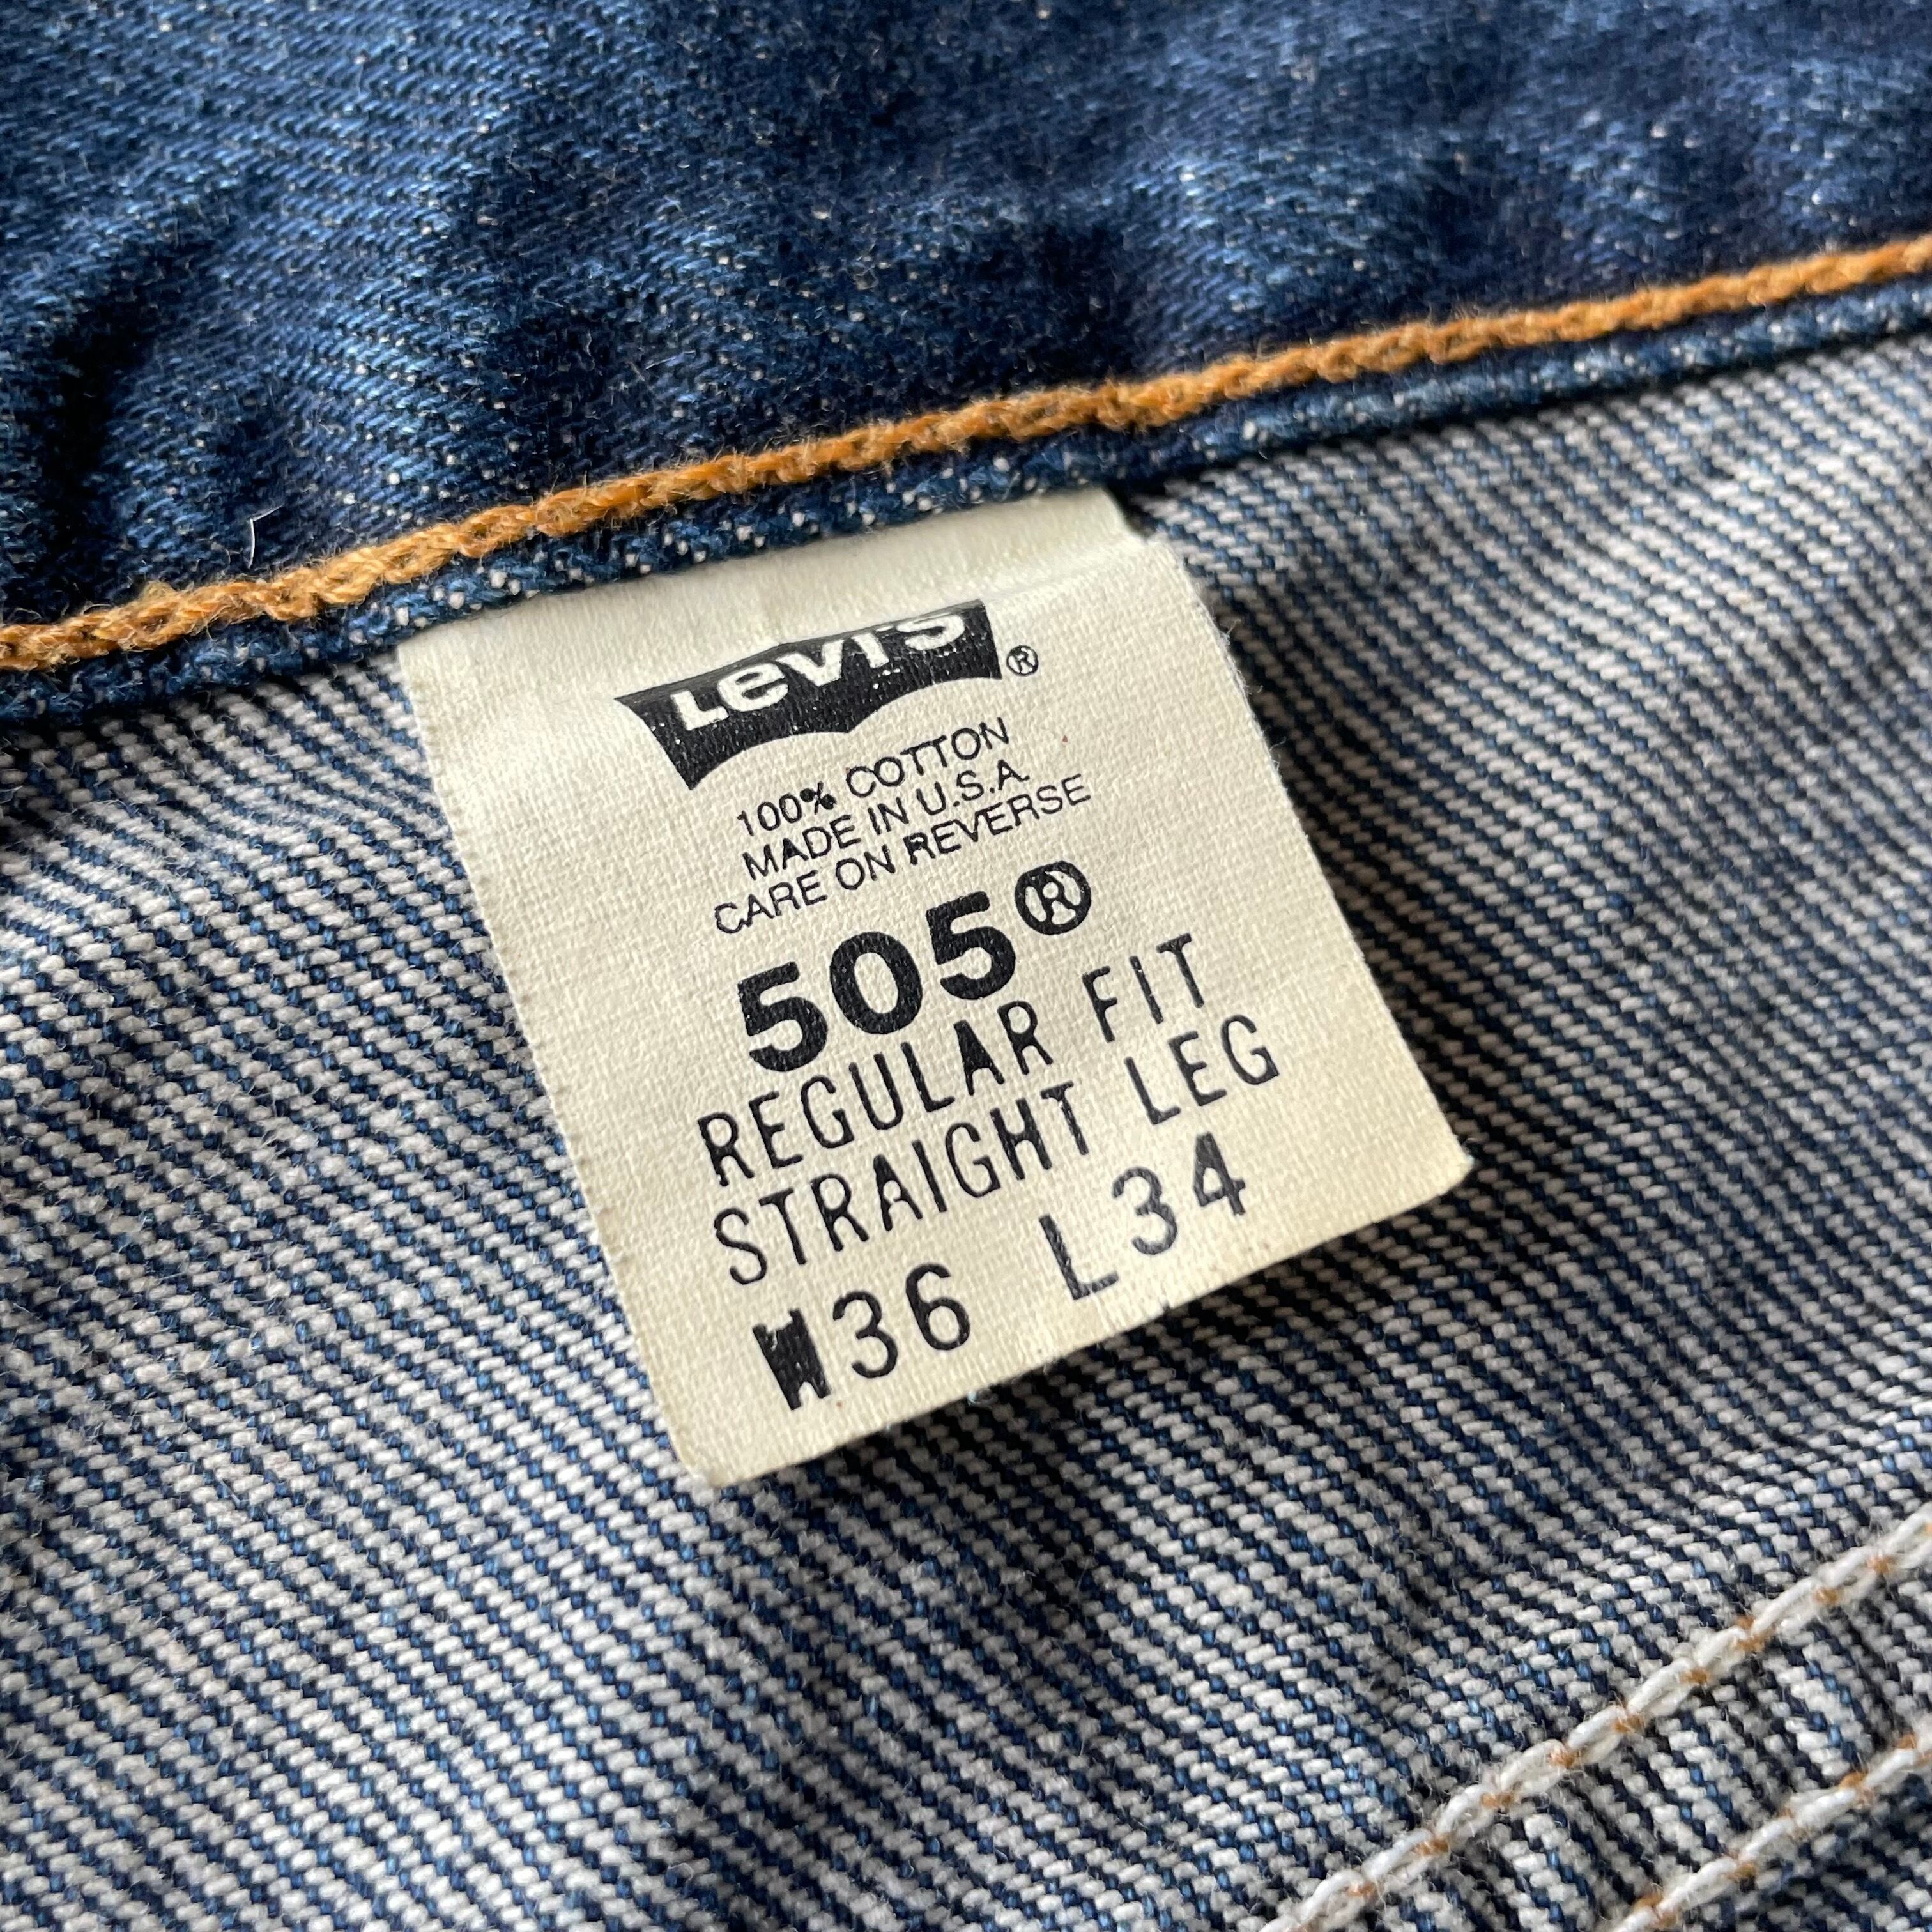 Levi's®
100% COTTON
MADE IN U.S.A.
CARE ON REVERSE
505®
REGULAR FIT
STRAIGHT LEG
W36 L34